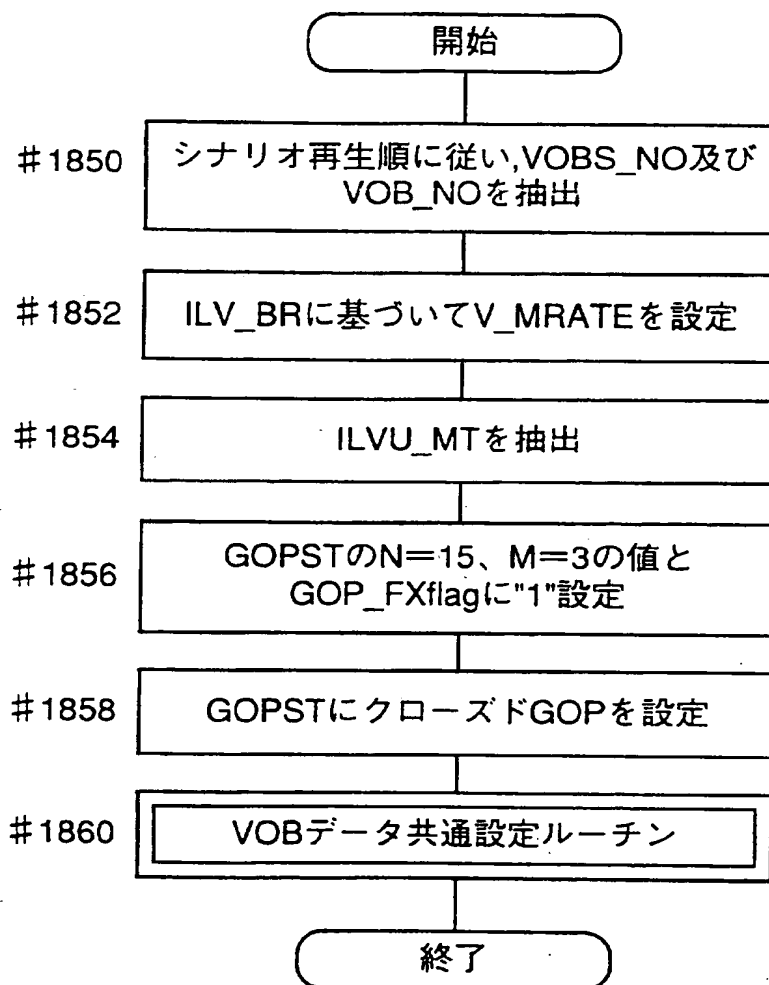 開始
#1850
シナリオ再生順に従い,VOBS_NO及び
VOB_NOを抽出
#1852
ILV_BRに基づいてV_MRATEを設定
#1854
ILVU_MTを抽出
#1856
GOPSTのN=15、M=3の値と
GOP_FXflagに"1"設定
#1858
GOPSTにクローズドGOPを設定
#1860
VOBデータ共通設定ルーチン
終了